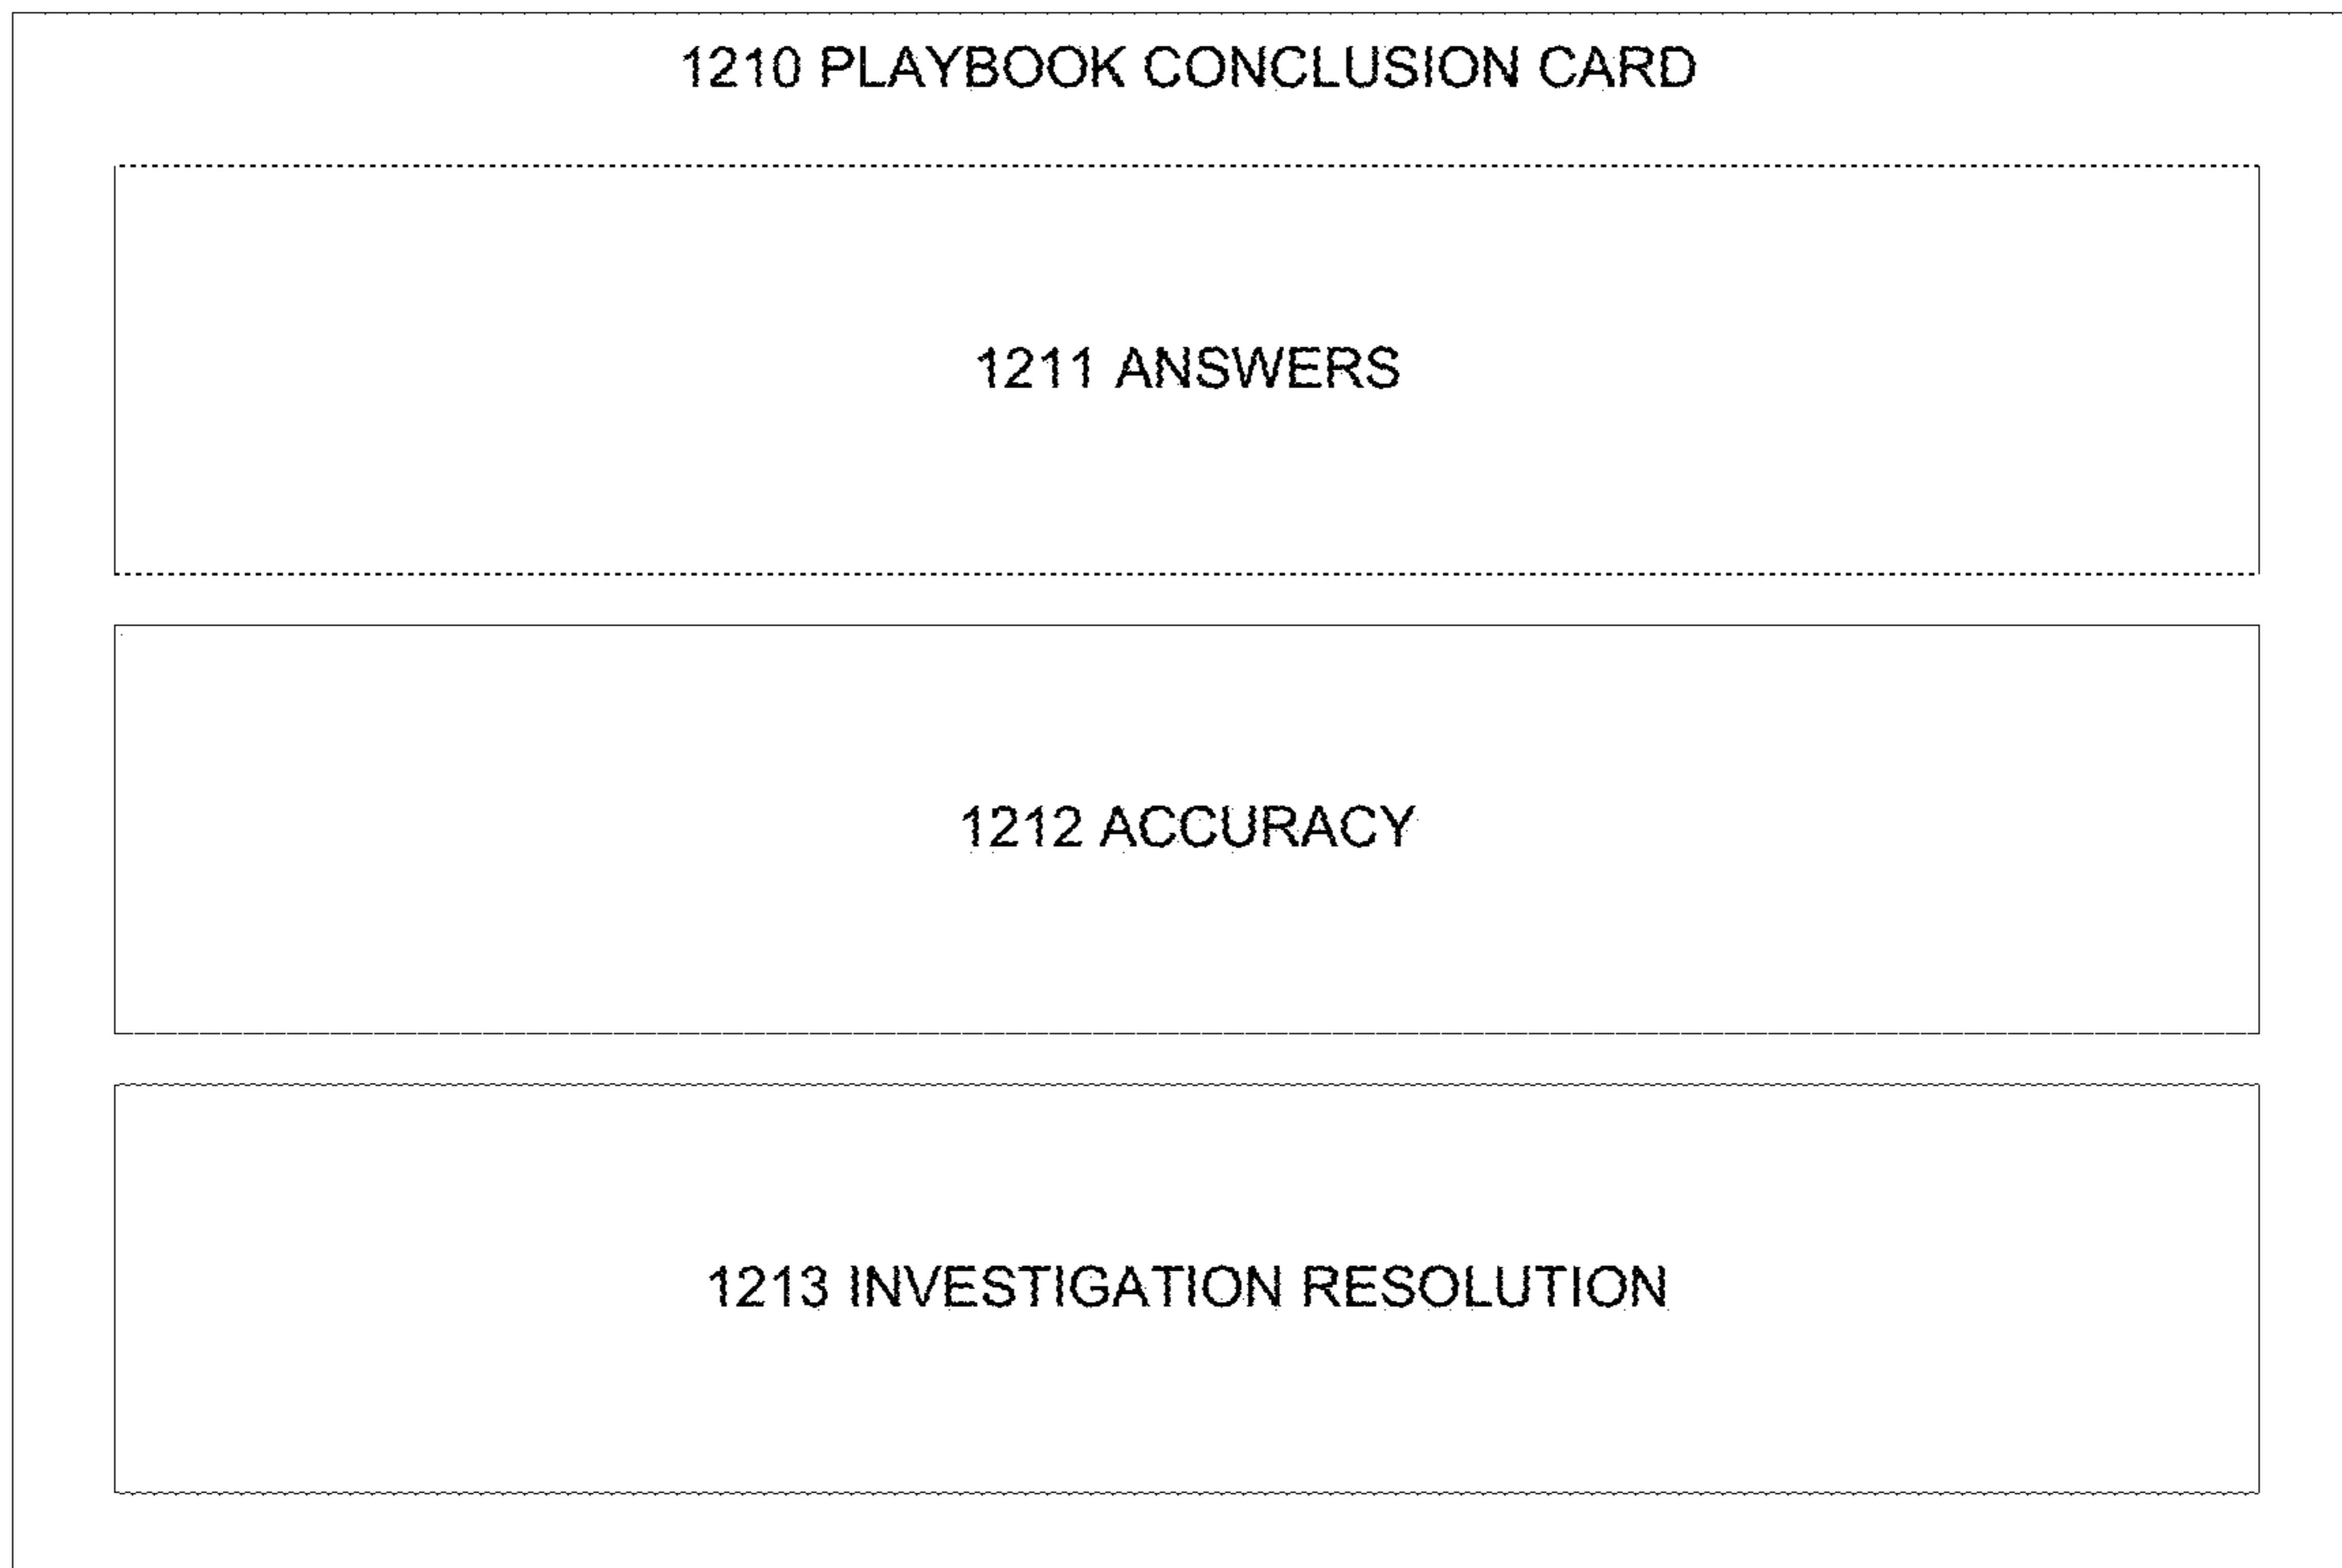 1210 PLAYBOOK CONCLUSION CARD
1211 ANSWERS
1212 ACCURACY
1213 INVESTIGATION RESOLUTION